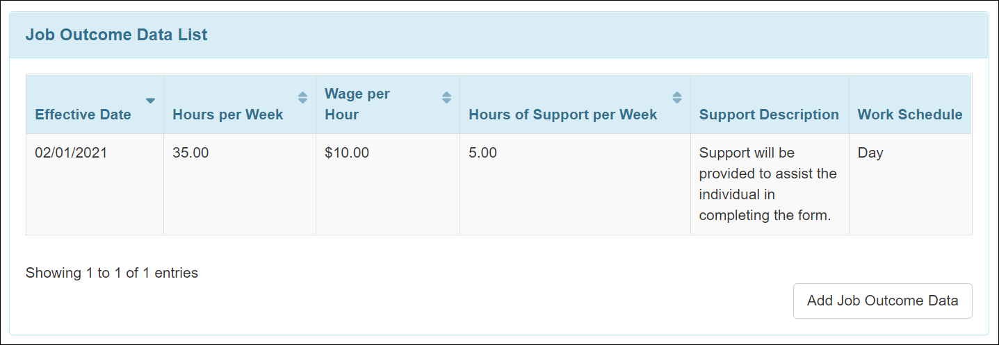 Job Outcome Data List
Wage per
Effective Date Hours per Week Hour Hours of Support per Week Support Description Work Schedule
02/01/2021 35.00 $10.00 5.00 Support will be Day
provided to assist the
individual in
completing the form.
Showing 1 to 1 of 1 entries
Add Job Outcome Data